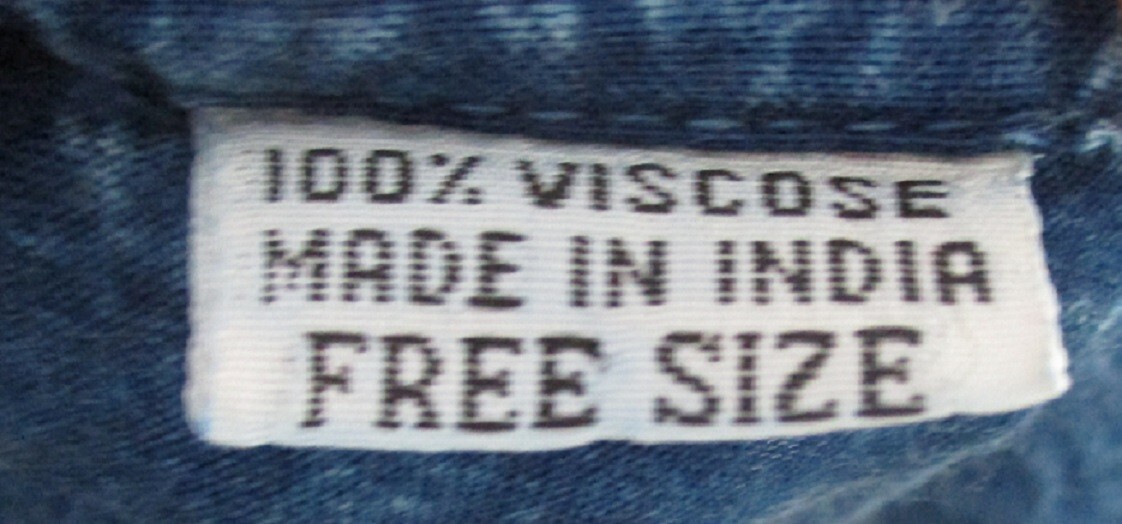 100% VISCOSE
MADE IN INDIA
FREE SIZE